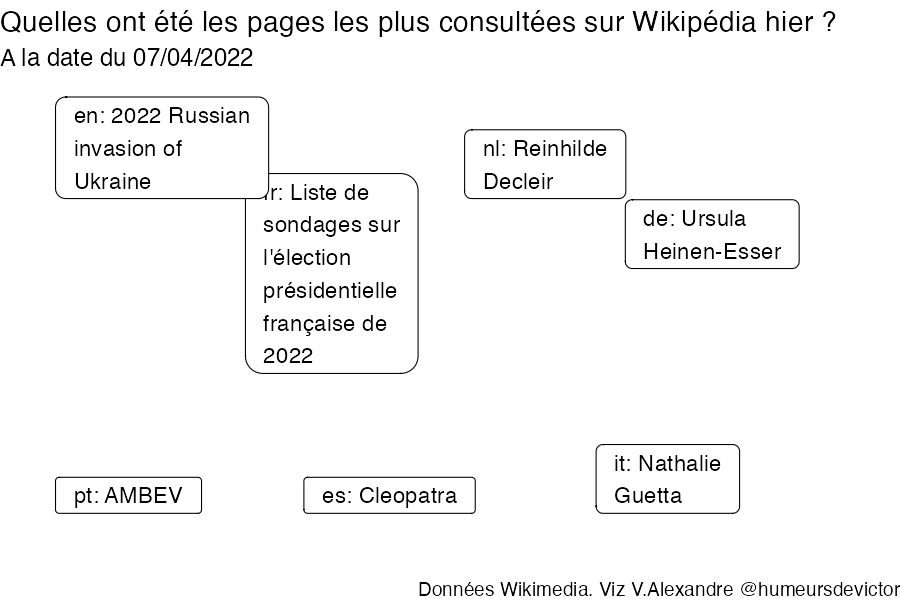 Quelles ont été les pages les plus consultées sur Wikipédia hier ?
A la date du 07/04/2022
en: 2022 Russian
invasion of
Ukraine
fr: Liste de
sondages sur
l'élection
présidentielle
française de
2022
nl: Reinhilde
Decleir
de: Ursula
Heinen-Esser
pt: AMBEV
es: Cleopatra
it: Nathalie
Guetta
Données Wikimedia. Viz V.Alexandre @humeursdevictor